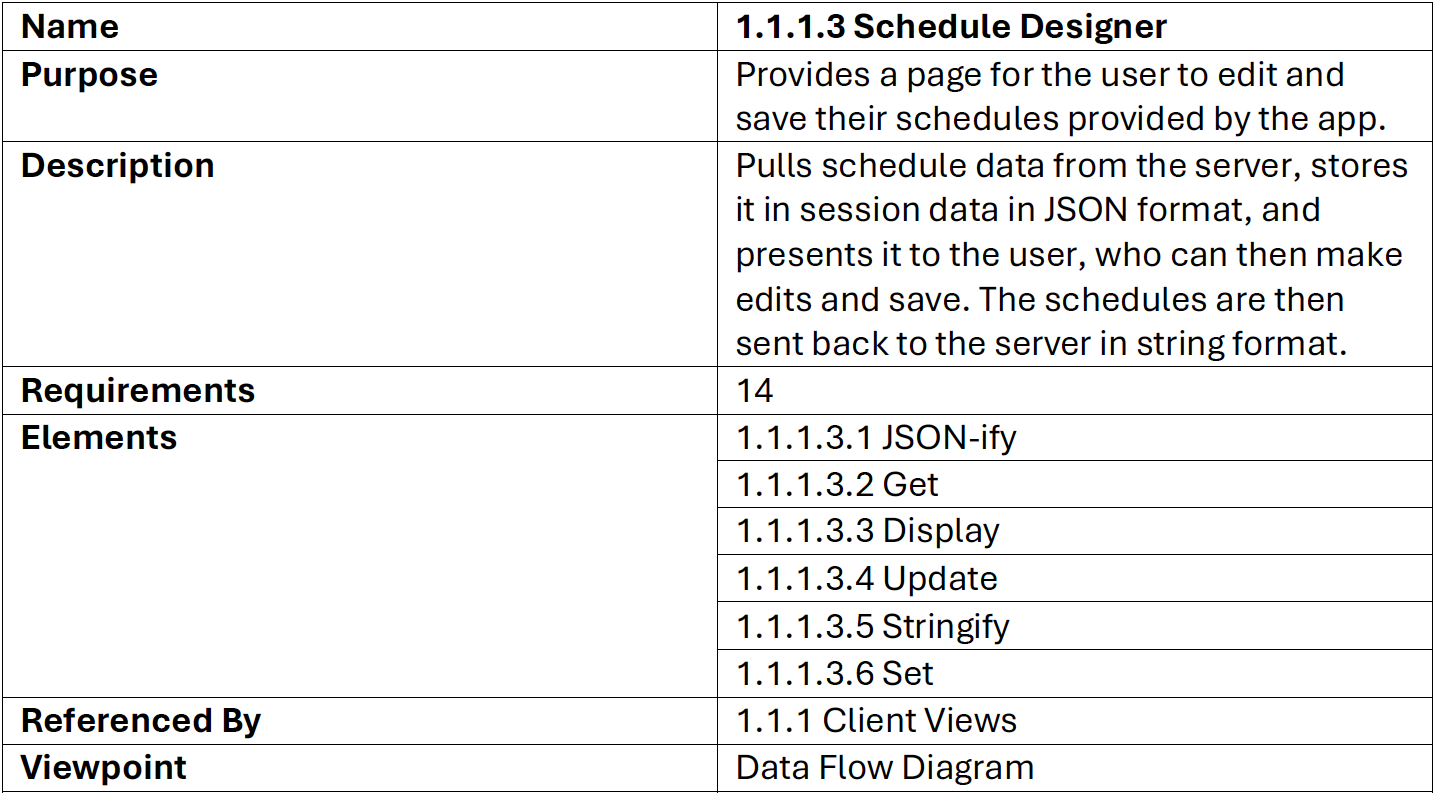 Name
1.1.1.3 Schedule Designer
Purpose
Provides a page for the user to edit and
save their schedules provided by the app.
Description
Pulls schedule data from the server, stores
it in session data in JSON format, and
presents it to the user, who can then make
edits and save. The schedules are then
sent back to the server in string format.
Requirements
14
Elements
1.1.1.3.1 JSON-ify
1.1.1.3.2 Get
1.1.1.3.3 Display
1.1.1.3.4 Update
1.1.1.3.5 Stringify
1.1.1.3.6 Set
Referenced By
1.1.1 Client Views
Viewpoint
Data Flow Diagram